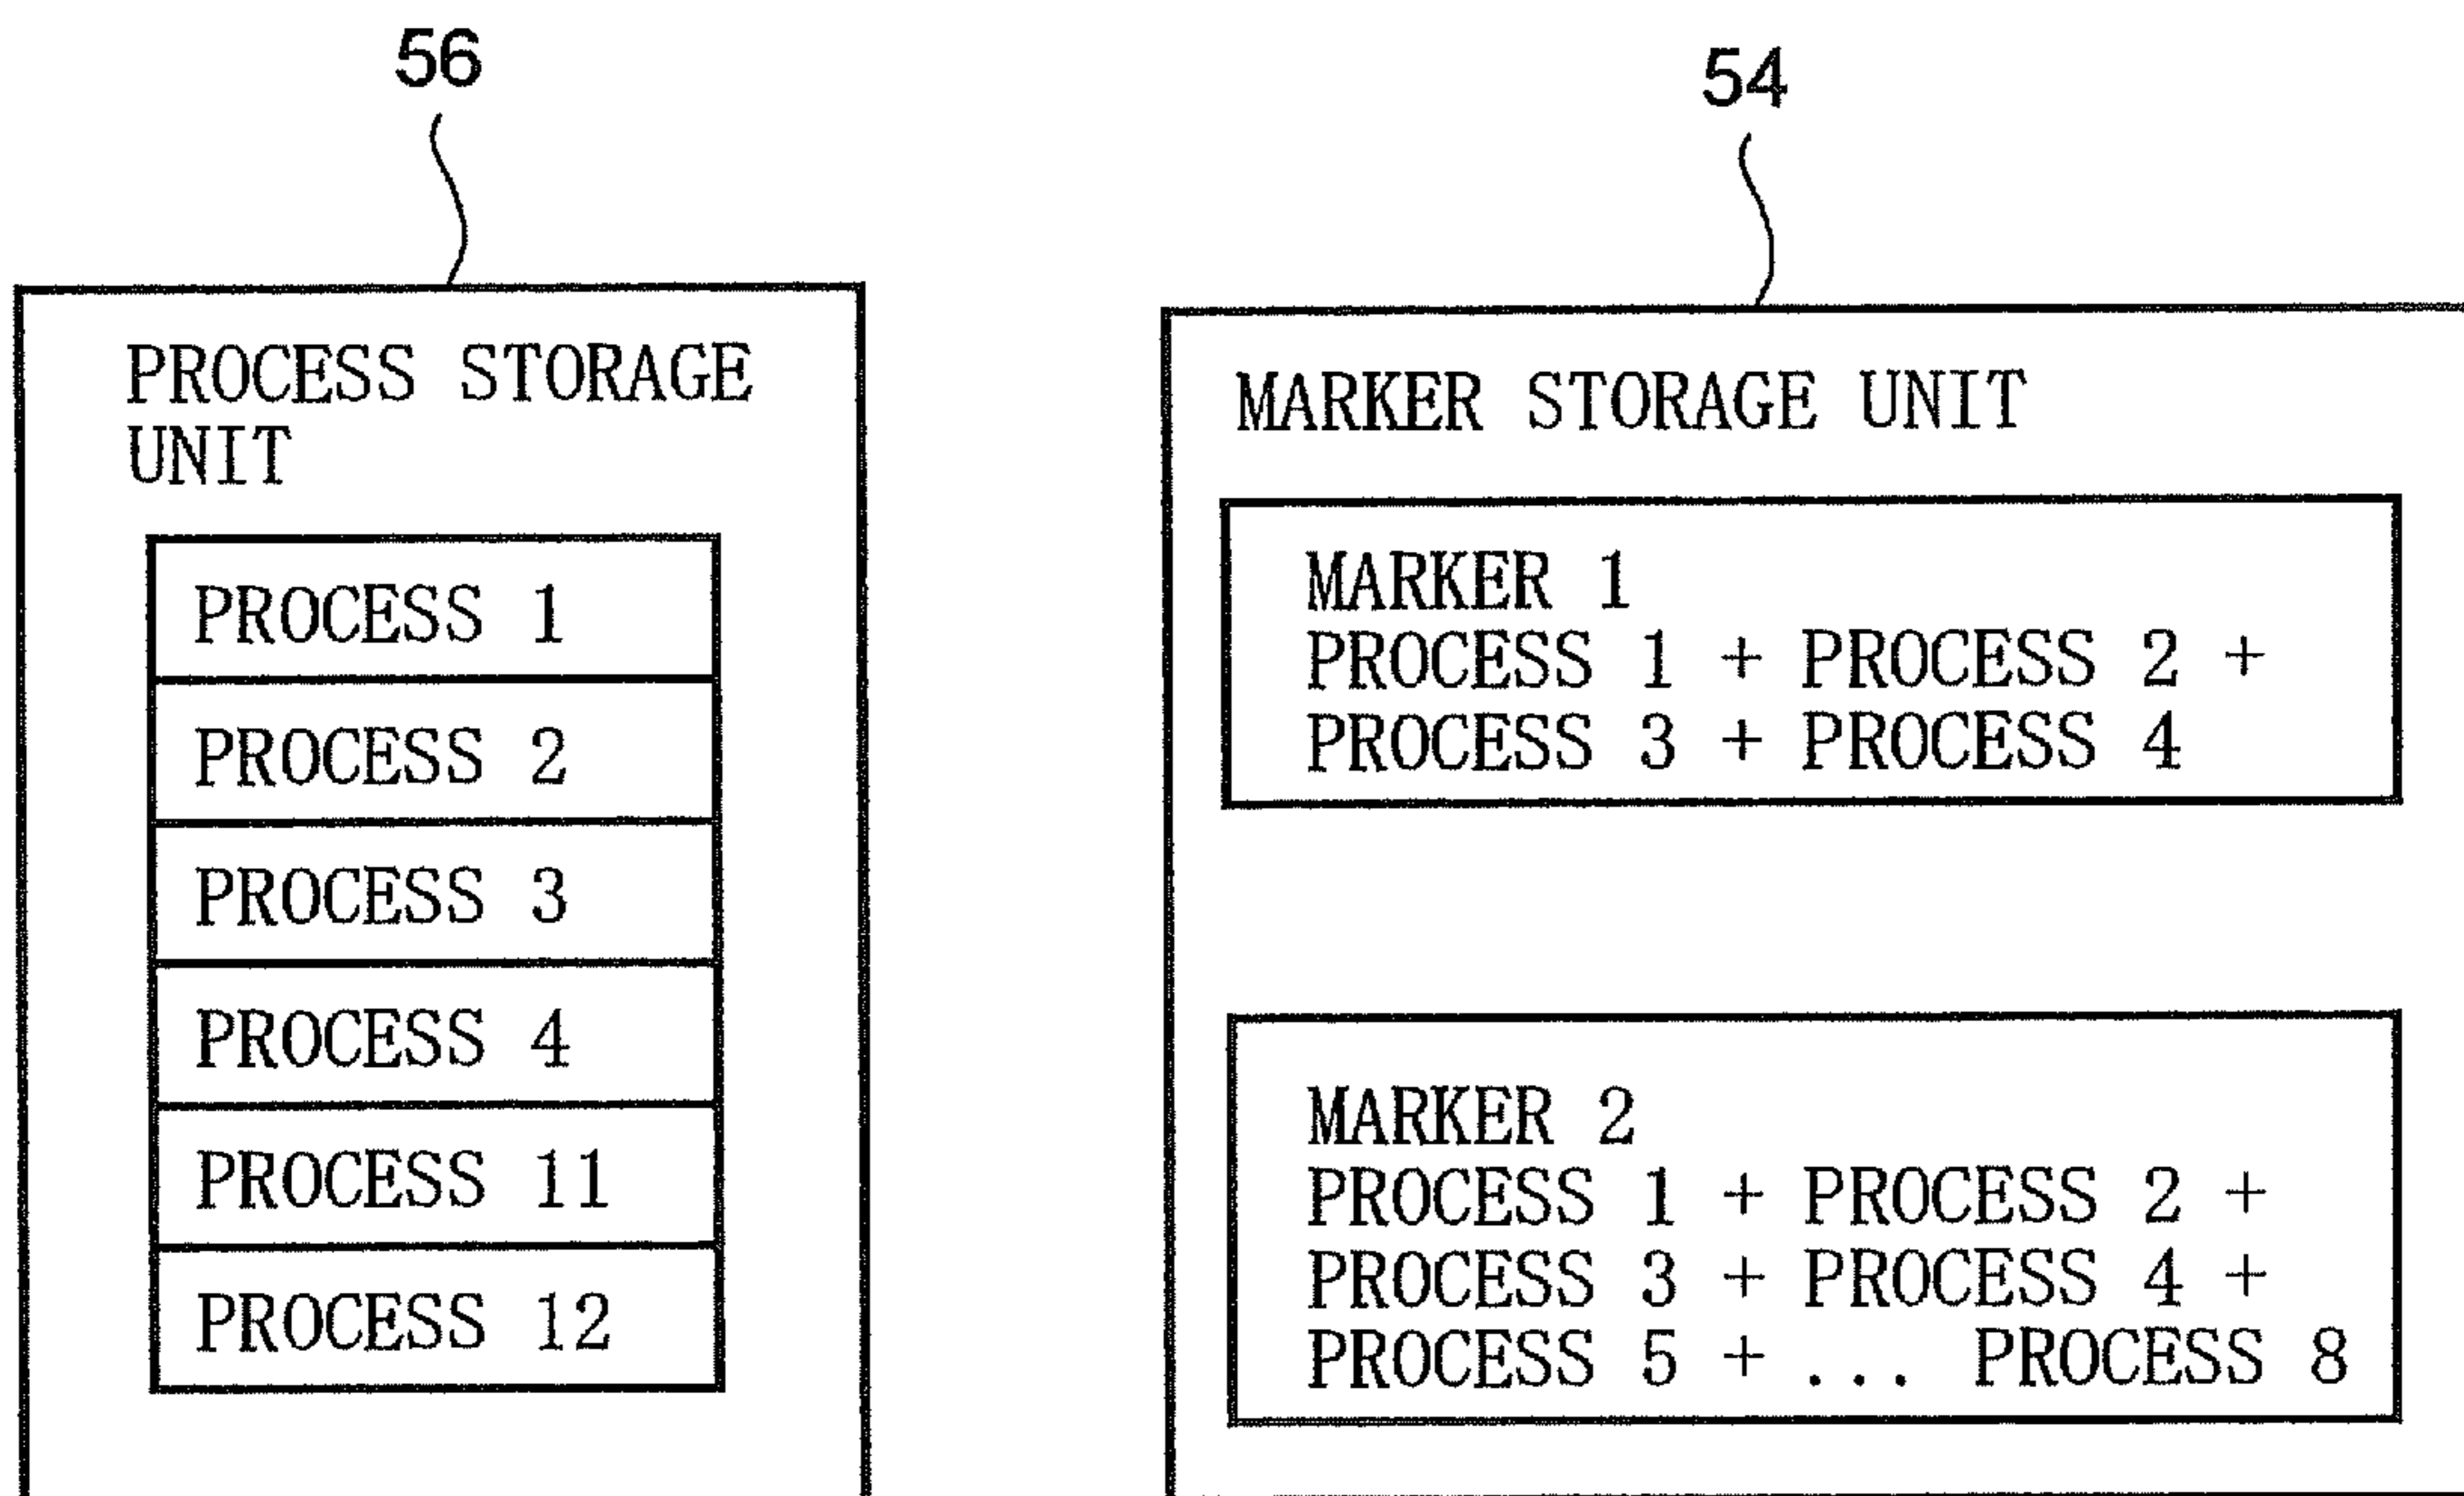 56
PROCESS STORAGE
UNIT
PROCESS 1
PROCESS 2
PROCESS 3
PROCESS 4
PROCESS 11
PROCESS 12
54
MARKER STORAGE UNIT
MARKER 1
PROCESS 1 + PROCESS 2 +
PROCESS 3 + PROCESS 4
MARKER 2
PROCESS 1 + PROCESS 2 +
PROCESS 3 + PROCESS 4 +
PROCESS 5 + ... PROCESS 8